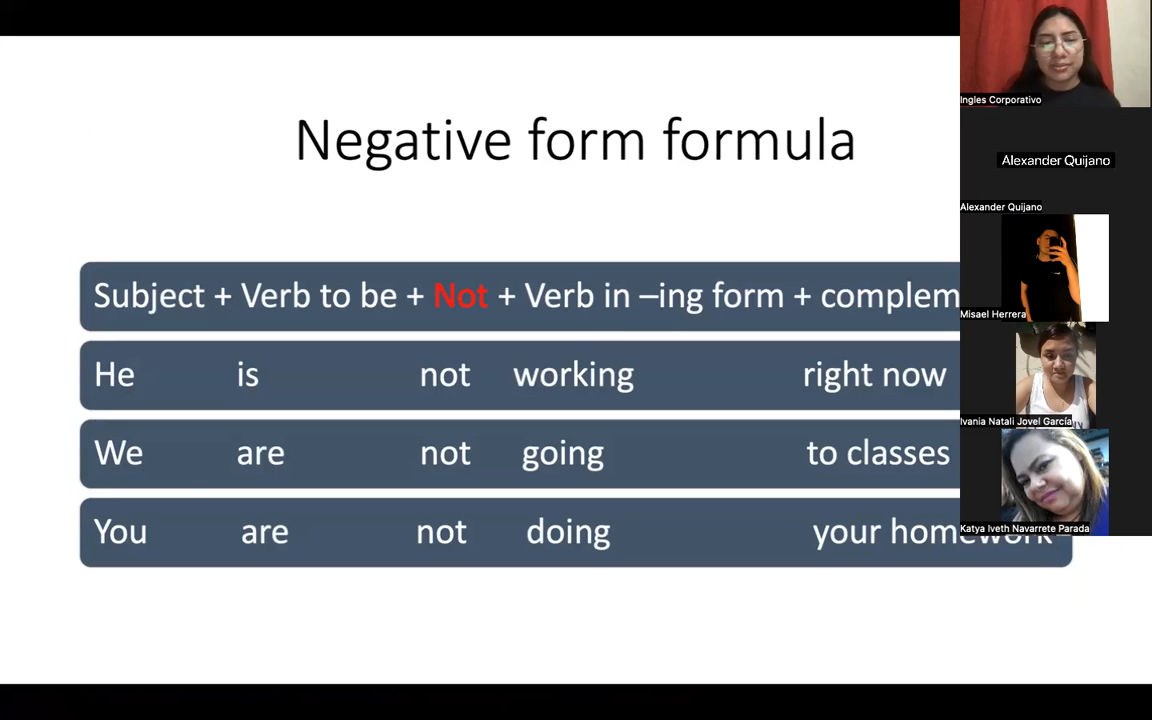 Negative form formula
Subject + Verb to be + Not + Verb in –ing form + complem
He is not working right now
We are not going to classes
You are not doing your homework
Ingles Corporativo
Alexander Quijano
Alexander Quijano
Misael Herrera
Ivania Natali Jovel García
Katya Iveth Navarrete Parada